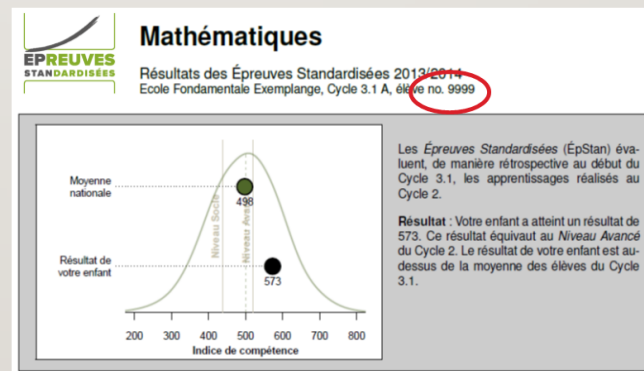 ÉPREUVES
STANDARDISÉES
Mathématiques
Résultats des Épreuves Standardisées 2013/2014
Ecole Fondamentale Exemplange, Cycle 3.1 A, élève no. 9999
Moyenne
nationale
498
Niveau Socle
Niveau Avancé
Résultat de
votre enfant
573
200 300 400 500 600 700 800
Indice de compétence
Les Épreuves Standardisées (ÉpStan) éva-
luent, de manière rétrospective au début du
Cycle 3.1, les apprentissages réalisés au
Cycle 2.
Résultat : Votre enfant a atteint un résultat de
573. Ce résultat équivaut au Niveau Avancé
du Cycle 2. Le résultat de votre enfant est au-
dessus de la moyenne des élèves du Cycle
3.1.